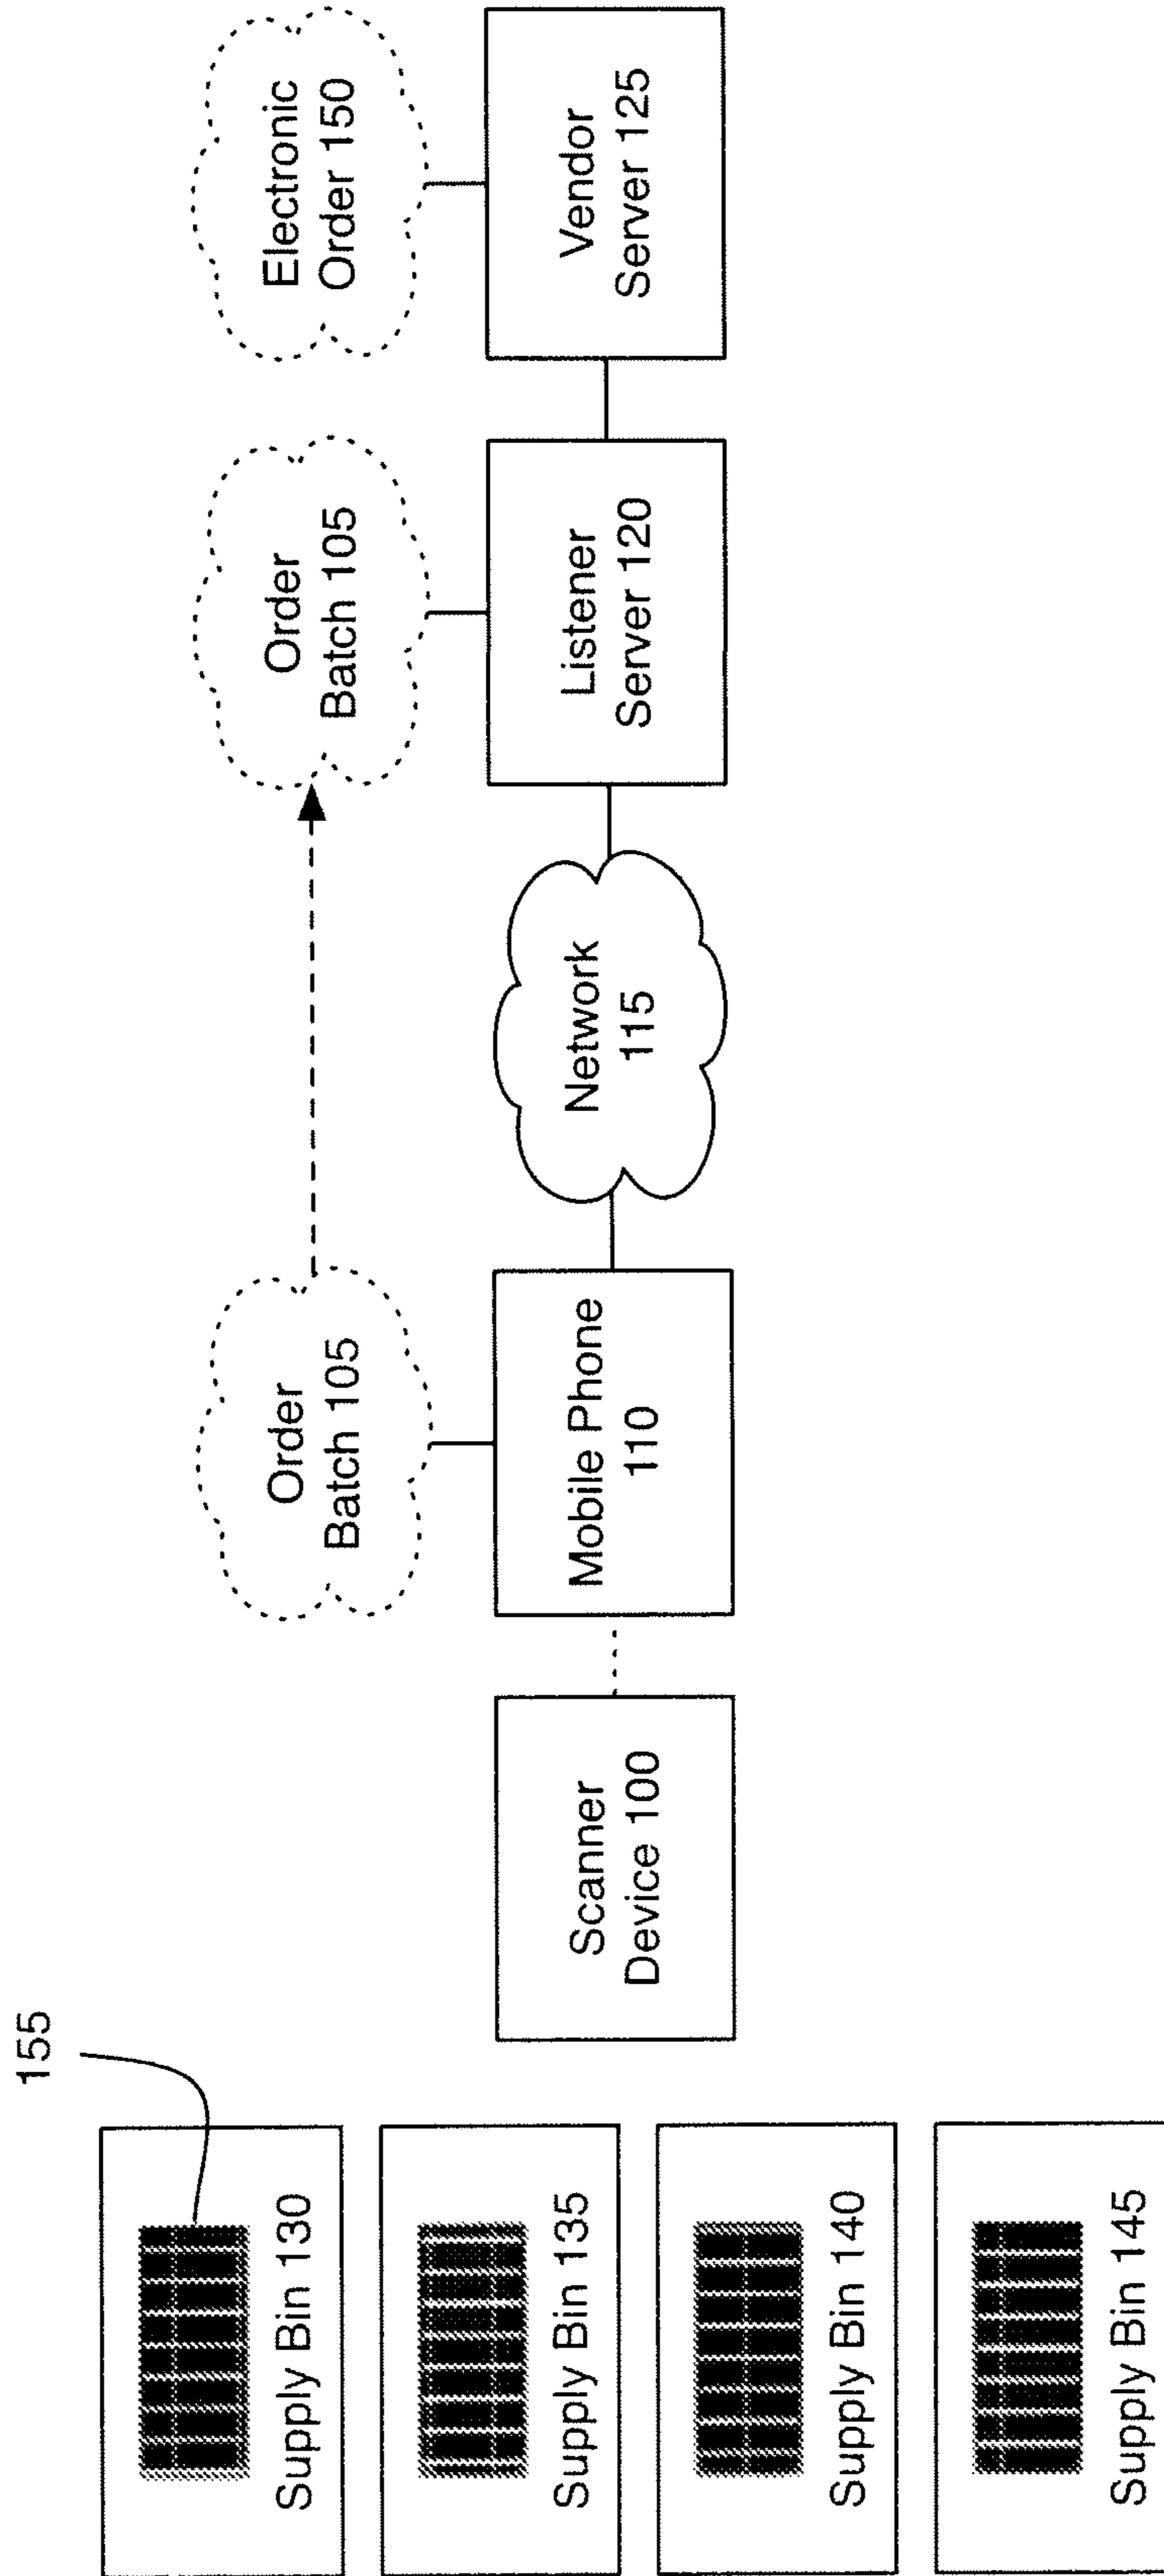 155
Supply Bin 130
Supply Bin 135
Supply Bin 140
Supply Bin 145
Scanner
Device 100
Order
Batch 105
Mobile Phone
110
Network
115
Order
Batch 105
Listener
Server 120
Electronic
Order 150
Vendor
Server 125